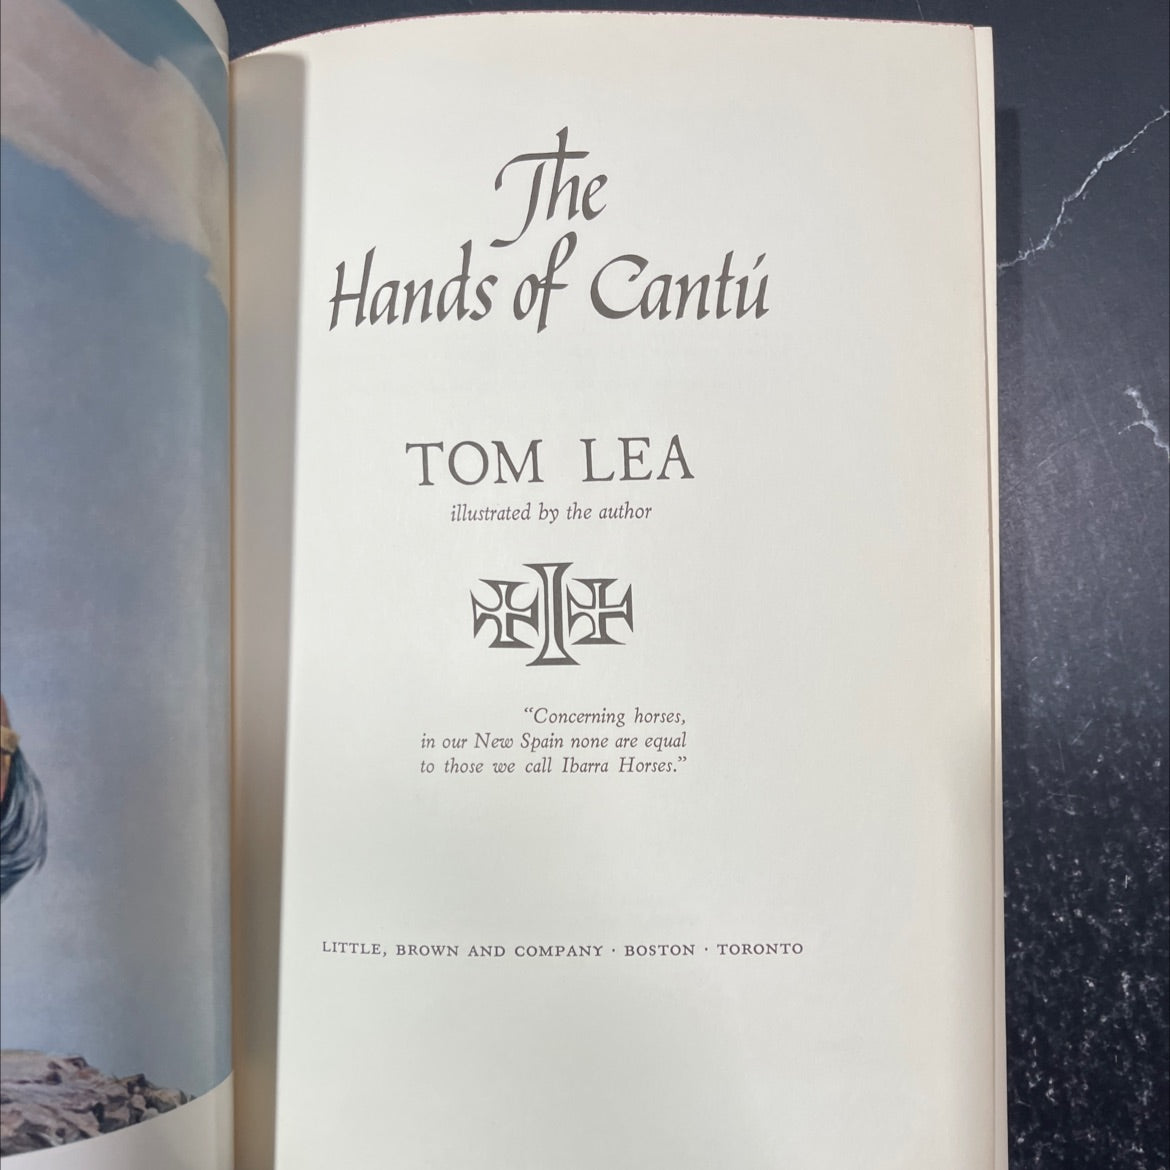 The
Hands of Cantú
TOM LEA
illustrated by the author
“Concerning horses,
in our New Spain none are equal
to those we call Ibarra Horses.”
LITTLE, BROWN AND COMPANY · BOSTON · TORONTO